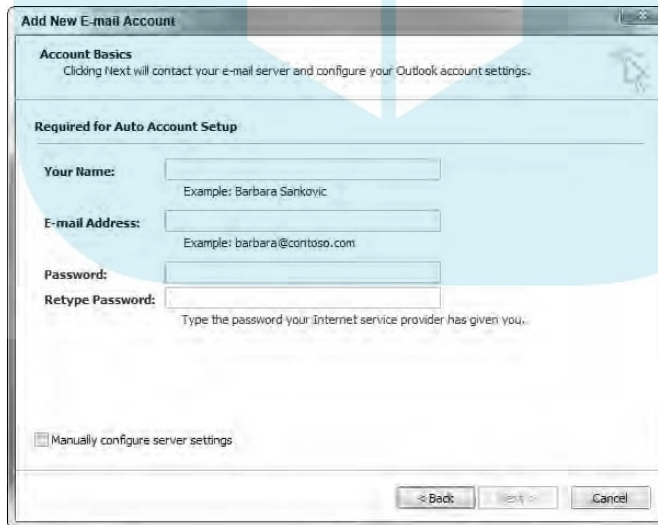 Add New E-mail Account
Account Basics
Clicking Next will contact your e-mail server and configure your Outlook account settings.
Required for Auto Account Setup
Your Name:
Example: Barbara Sankovic
E-mail Address:
Example: barbara@contoso.com
Password:
Retype Password:
Type the password your Internet service provider has given you.
Manually configure server settings
< Back
Next >
Cancel